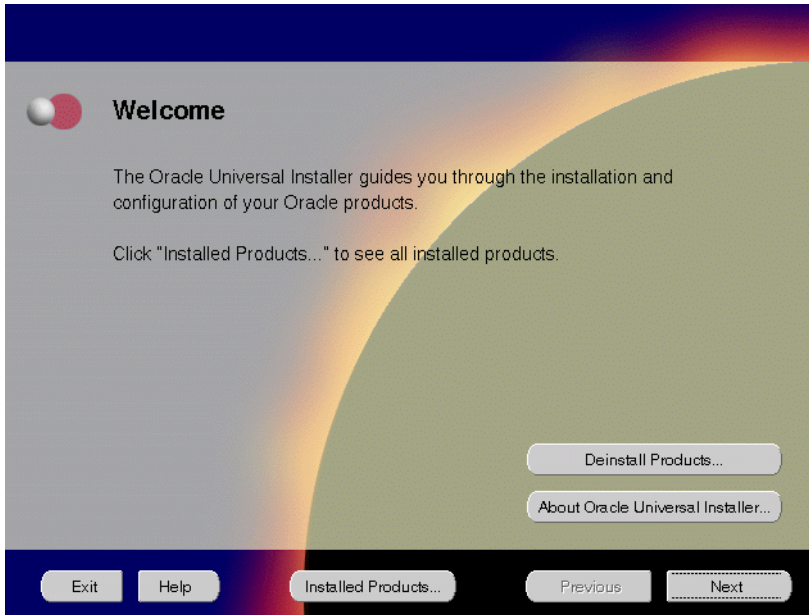 Welcome
The Oracle Universal Installer guides you through the installation and
configuration of your Oracle products.
Click "Installed Products..." to see all installed products.
Deinstall Products...
About Oracle Universal Installer...
Exit
Help
Installed Products...
Previous
Next